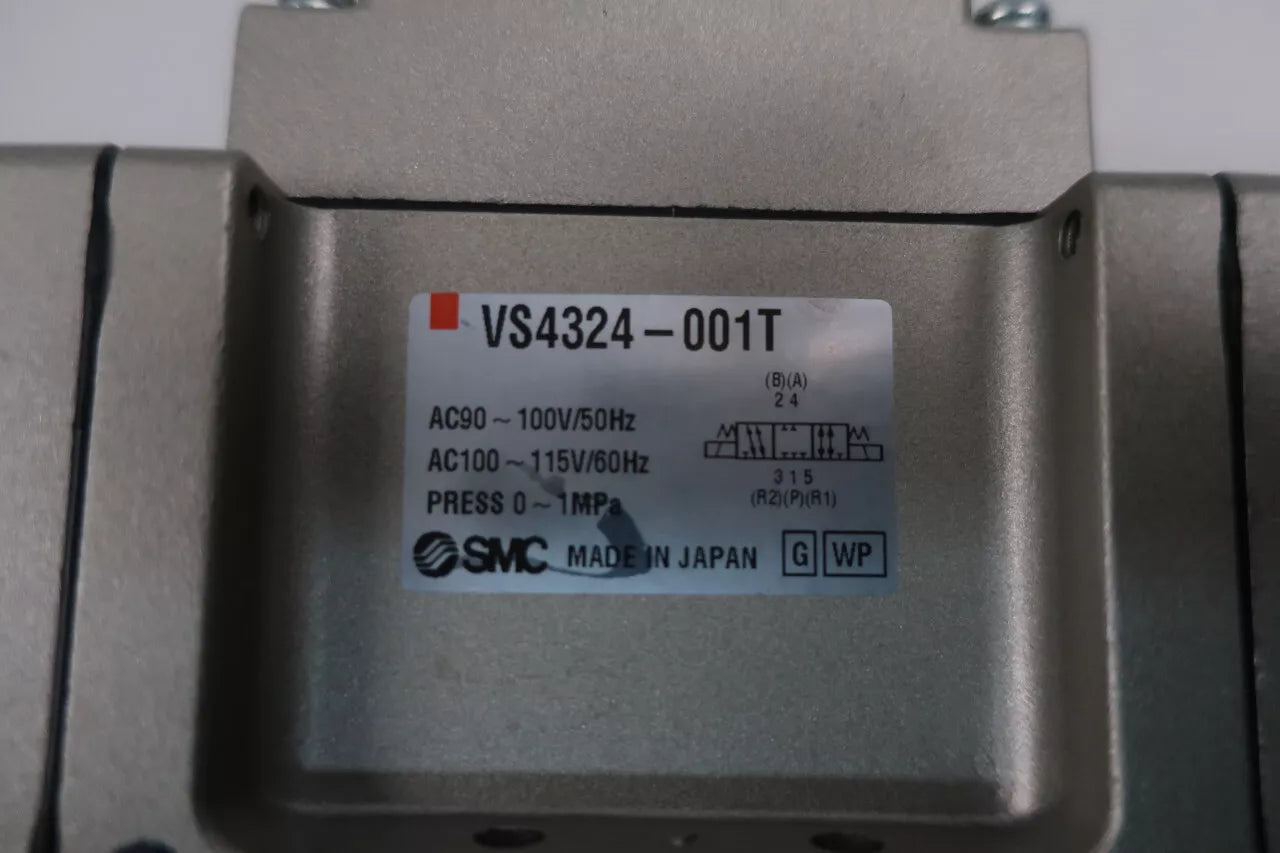 VS4324-001T
AC90~100V/50Hz
AC100~115V/60Hz
PRESS 0~1MPa
(B)(A)
2 4
3 1 5
(R2)(P)(R1)
SMC MADE IN JAPAN G WP